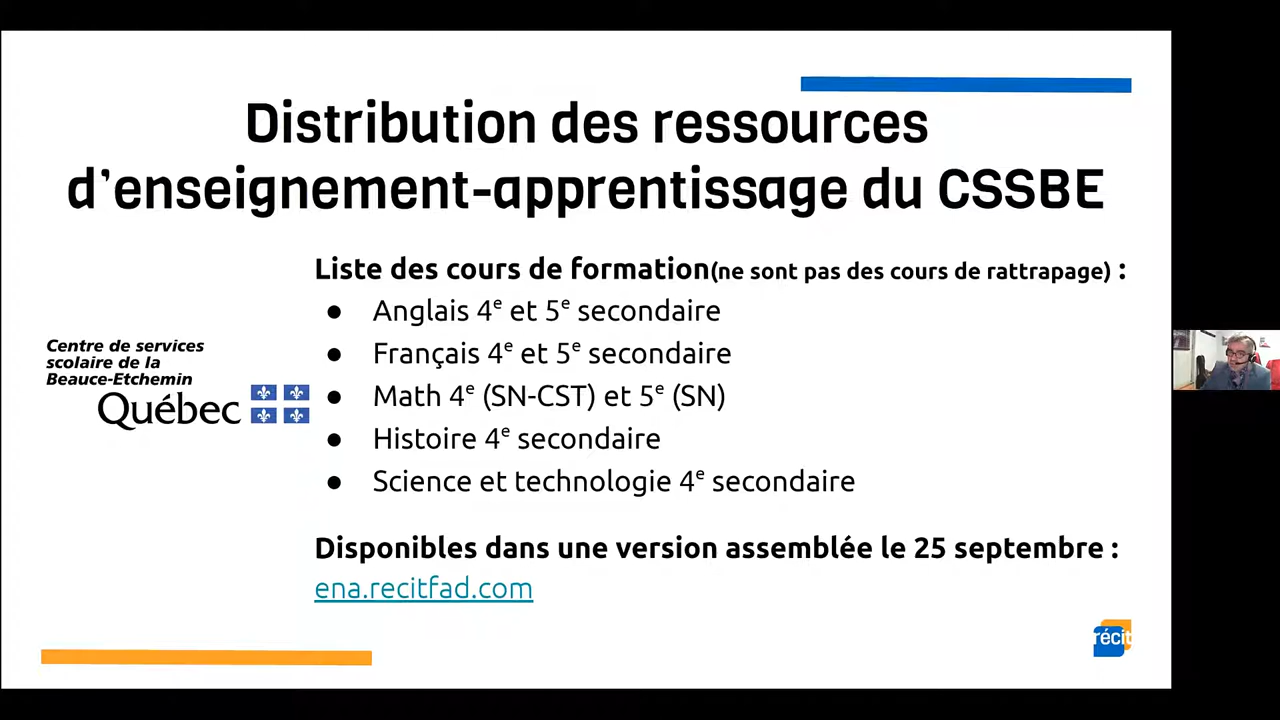 Distribution des ressources
d’enseignement-apprentissage du CSSBE
Liste des cours de formation(ne sont pas des cours de rattrapage) :
● Anglais 4e et 5e secondaire
● Français 4e et 5e secondaire
● Math 4e (SN-CST) et 5e (SN)
● Histoire 4e secondaire
● Science et technologie 4e secondaire
Centre de services
scolaire de la
Beauce-Etchemin
Québec
Disponibles dans une version assemblée le 25 septembre :
ena.recitfad.com
récit